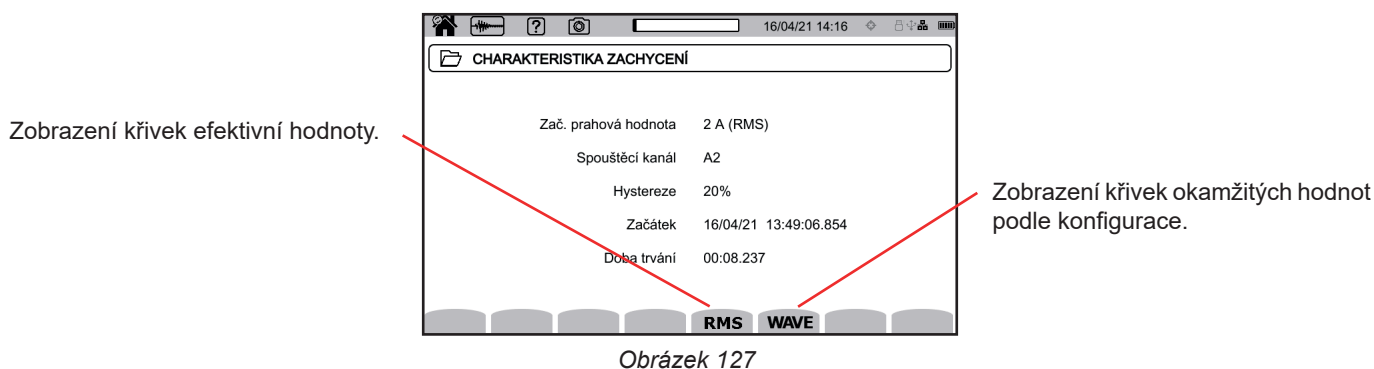 16/04/21 14:16
CHARAKTERISTIKA ZACHYCENÍ
Zobrazení křivek efektivní hodnoty.
Zač. prahová hodnota 2 A (RMS)
Spouštěcí kanál A2
Hystereze 20%
Začátek 16/04/21 13:49:06.854
Doba trvání 00:08.237
Zobrazení křivek okamžitých hodnot
podle konfigurace.
RMS WAVE
Obrázek 127